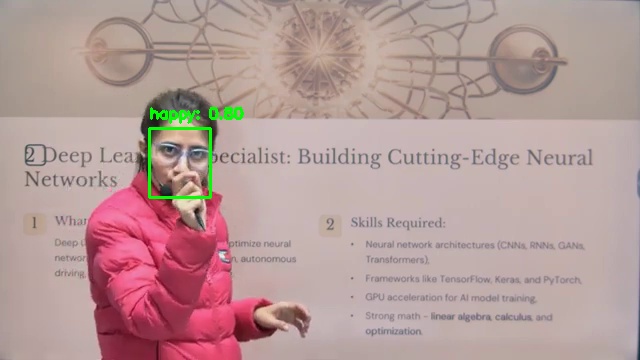 happy: 0.80
2 Deep Lea pecialist: Building Cutting-Edge Neural
Networks
1 What
Deep L ptimize neural
networ n, autonomous
driving,
2 Skills Required:
• Neural network architectures (CNNs, RNNs, GANs,
Transformers).
• Frameworks like TensorFlow, Keras, and PyTorch.
• GPU acceleration for AI model training.
• Strong math – linear algebra, calculus, and
optimization.